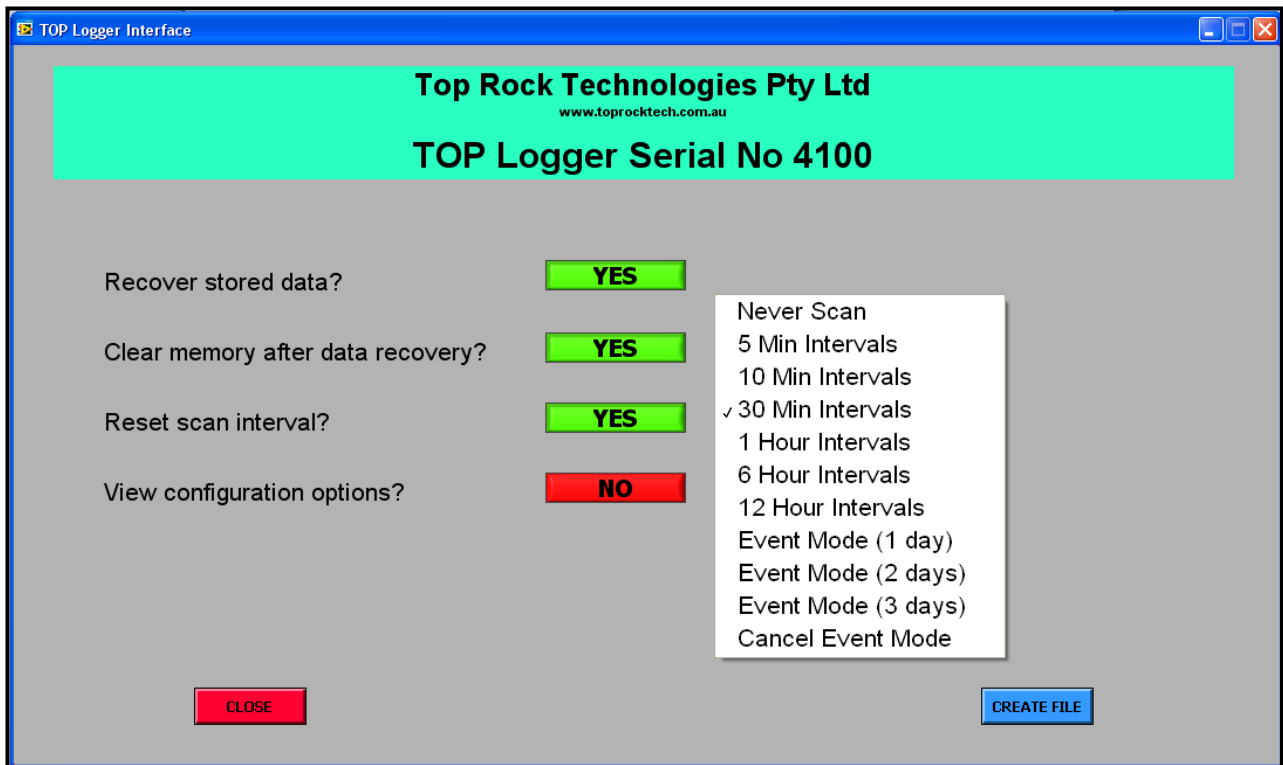 TOP Logger Interface
Top Rock Technologies Pty Ltd
www.toprocktech.com.au
TOP Logger Serial No 4100
Recover stored data? YES
Clear memory after data recovery? YES
Reset scan interval? YES
View configuration options? NO
Never Scan
5 Min Intervals
10 Min Intervals
✓30 Min Intervals
1 Hour Intervals
6 Hour Intervals
12 Hour Intervals
Event Mode (1 day)
Event Mode (2 days)
Event Mode (3 days)
Cancel Event Mode
CLOSE
CREATE FILE